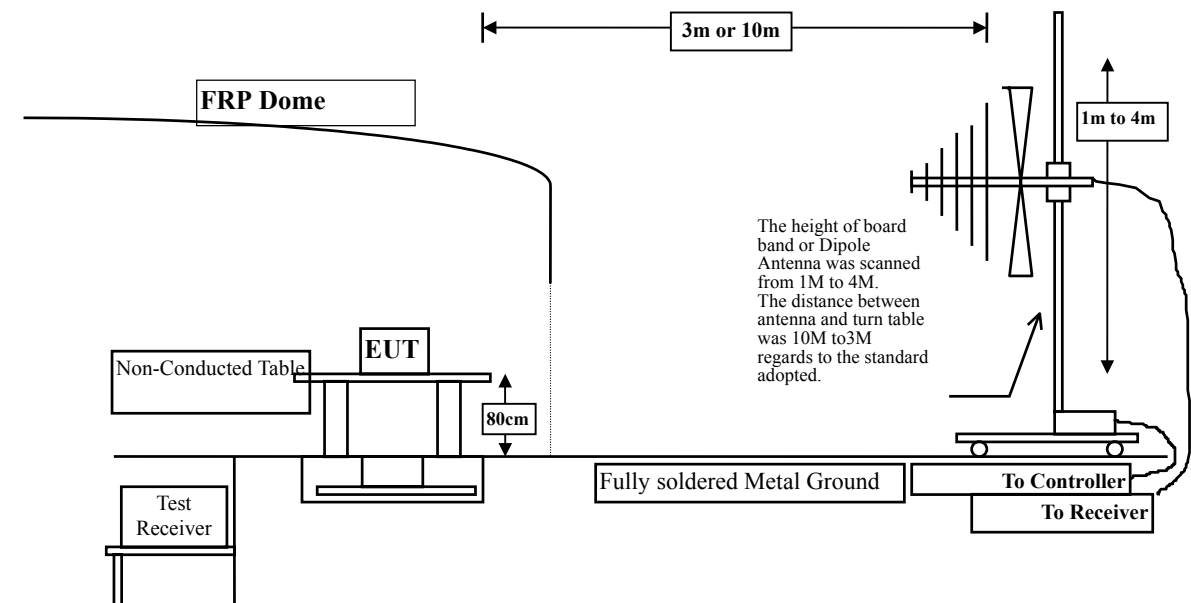 3m or 10m
FRP Dome
1m to 4m
The height of board
band or Dipole
Antenna was scanned
from 1M to 4M.
The distance between
antenna and turn table
was 10M to3M
regards to the standard
adopted.
EUT
Non-Conducted Table
80cm
Fully soldered Metal Ground
To Controller
To Receiver
Test
Receiver